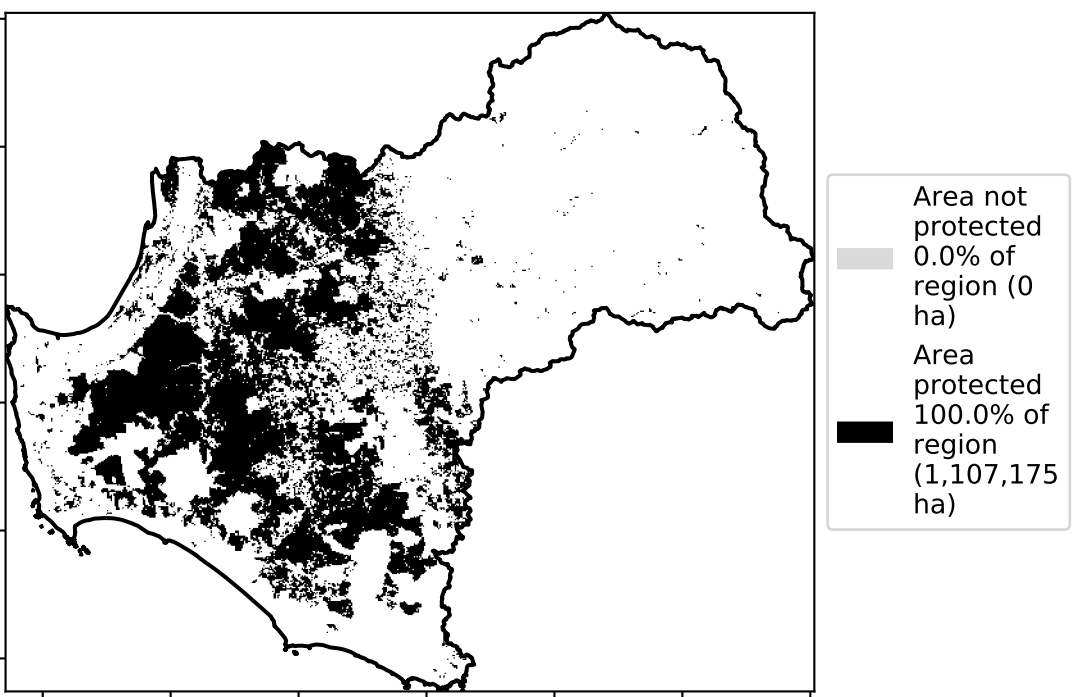 Area not
protected
0.0% of
region (0
ha)
Area
protected
100.0% of
region
(1,107,175
ha)